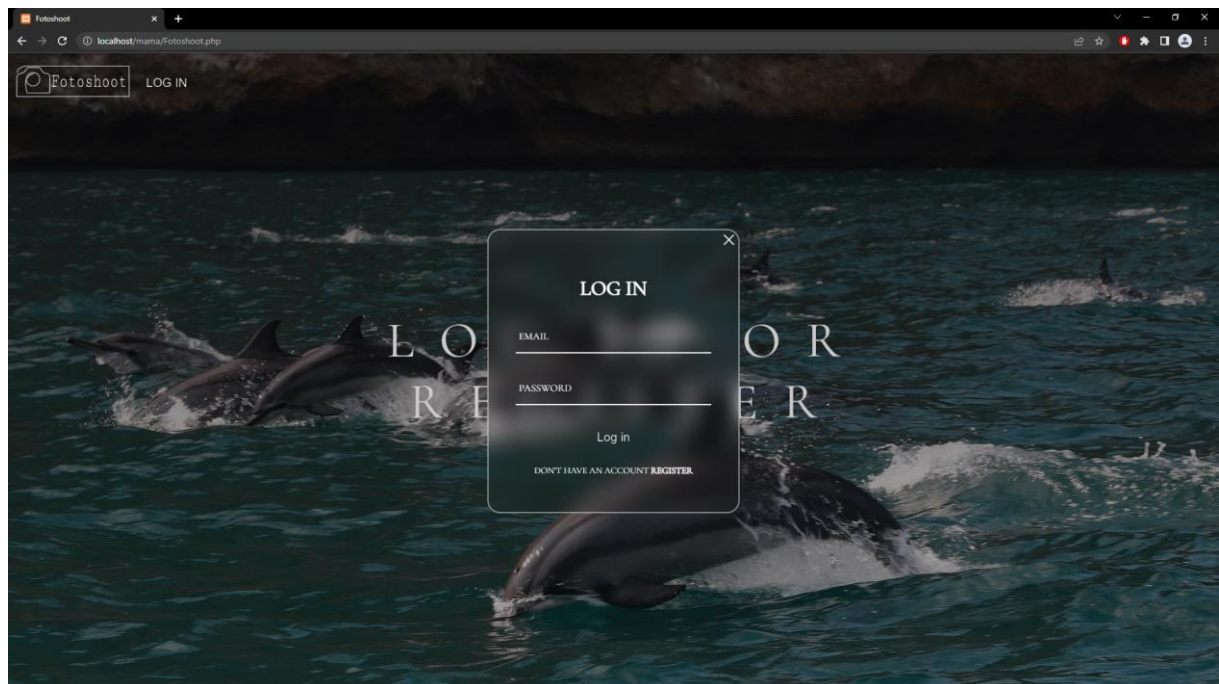 Fotoshoot
localhost/mama/Fotoshoot.php
Fotoshoot LOG IN
LOG IN
L O O R
EMAIL
R E E R
PASSWORD
Log in
DON'T HAVE AN ACCOUNT REGISTER